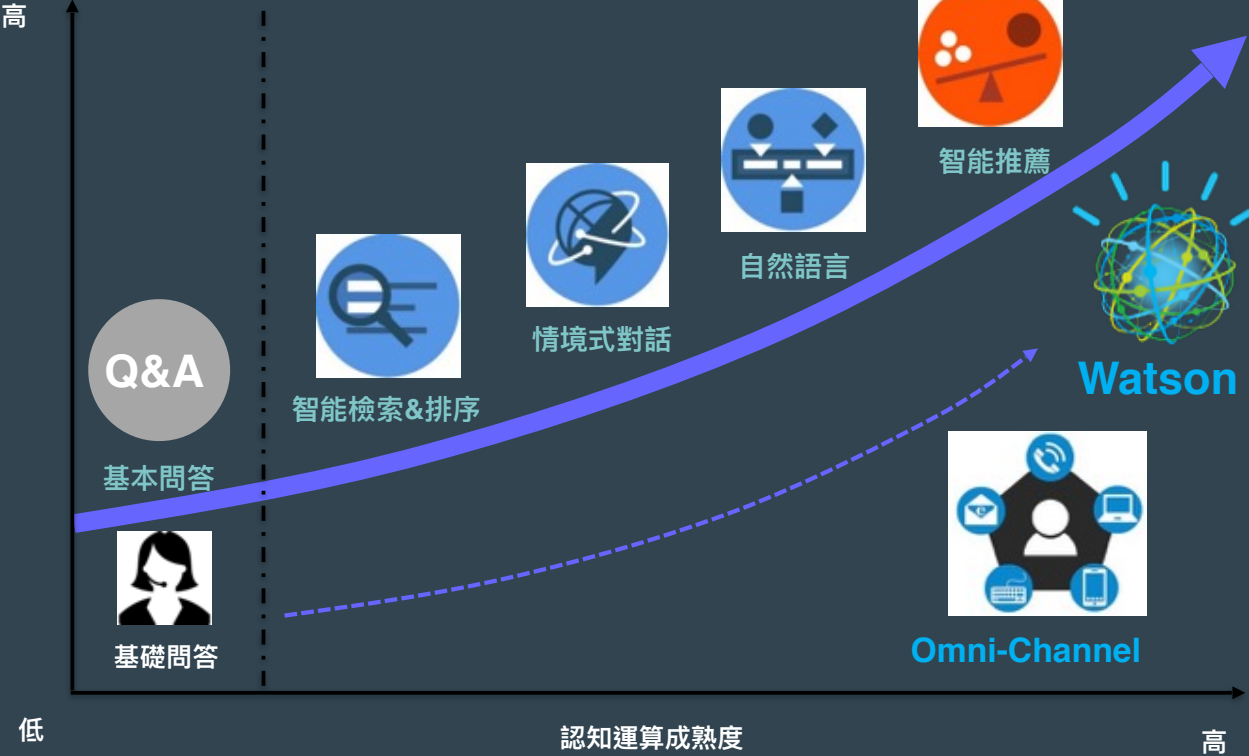 高
智能推薦
自然語言
情境式對話
Watson
Q&A
智能檢索&排序
基本問答
基礎問答
Omni-Channel
低
認知運算成熟度
高